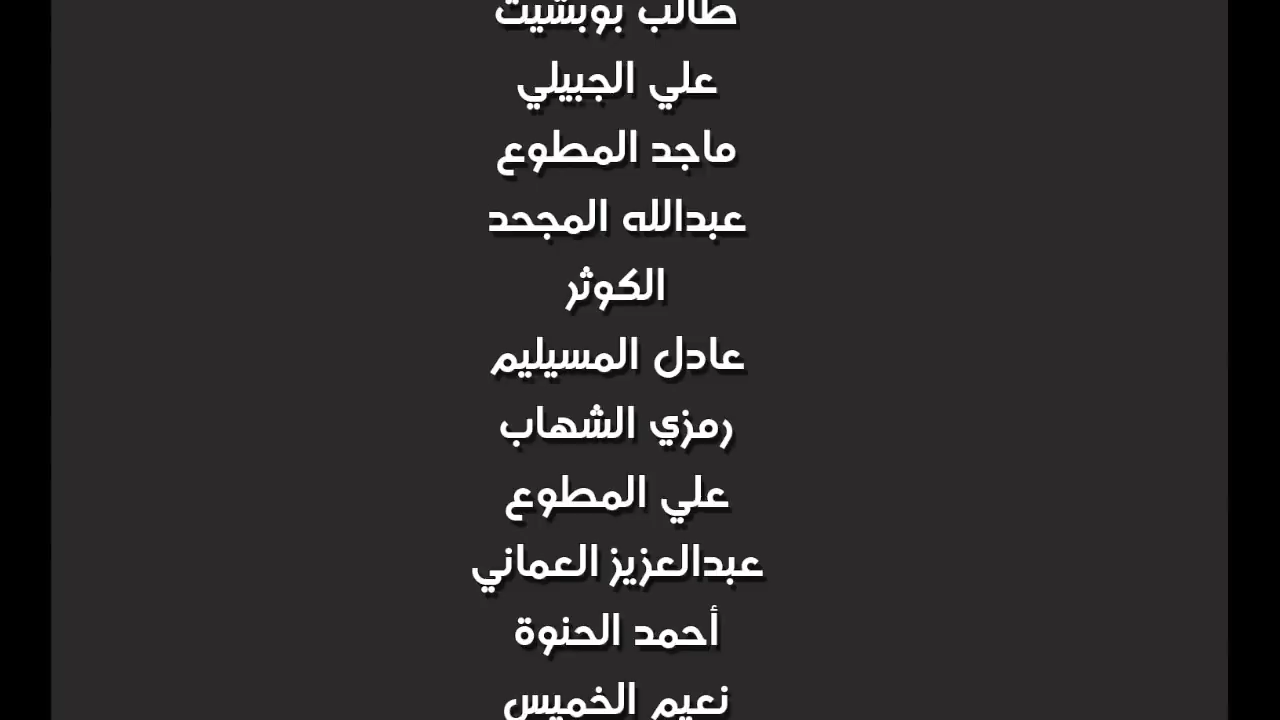 طالب بوبشيت
علي الجبيلي
ماجد المطوع
عبدالله المجحد
الكوثر
عادل المسيليم
رمزي الشهاب
علي المطوع
عبدالعزيز العماني
أحمد الحنوة
نعيم الخميس